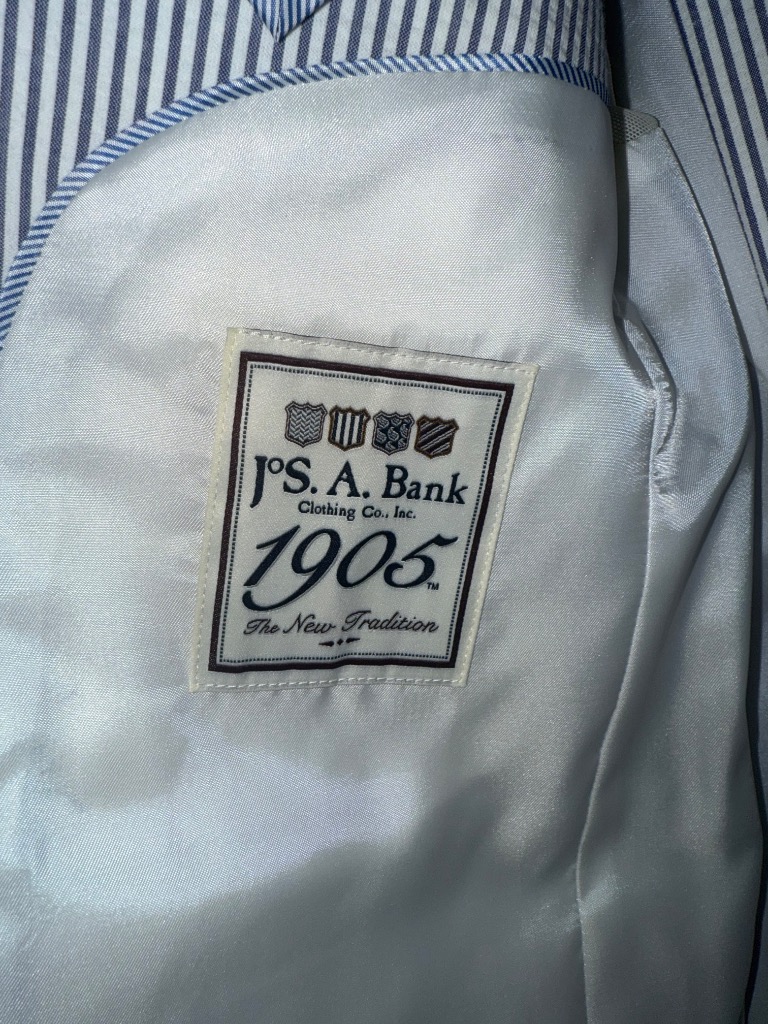 JoS. A. Bank
Clothing Co., Inc.
1905™
The New Tradition